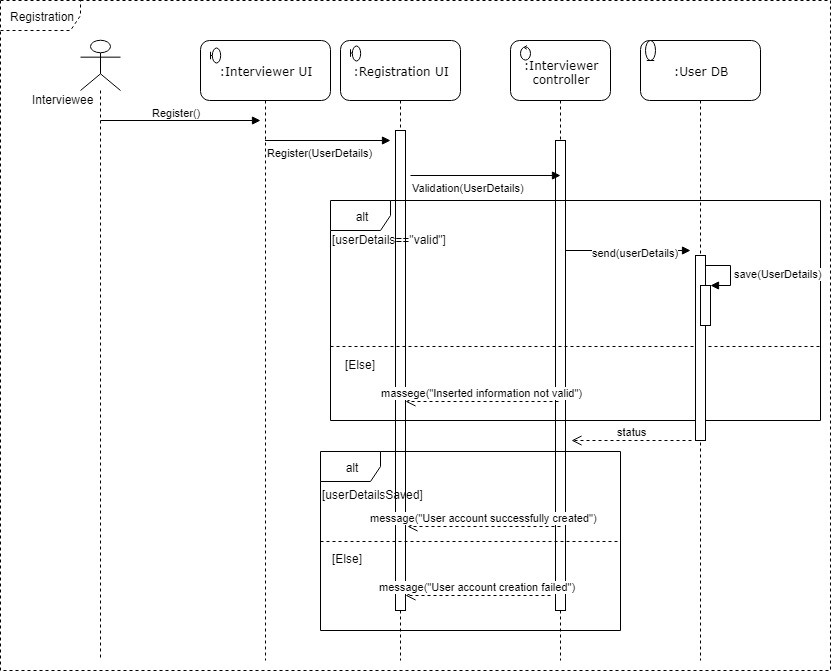 Registration
Interviewee
:Interviewer UI
:Registration UI
:Interviewer
controller
:User DB
Register()
Register(UserDetails)
Validation(UserDetails)
alt
[userDetails=="valid"]
send(userDetails)
save(UserDetails)
[Else]
massege("Inserted information not valid")
status
alt
[userDetailsSaved]
message("User account successfully created")
[Else]
message("User account creation failed")